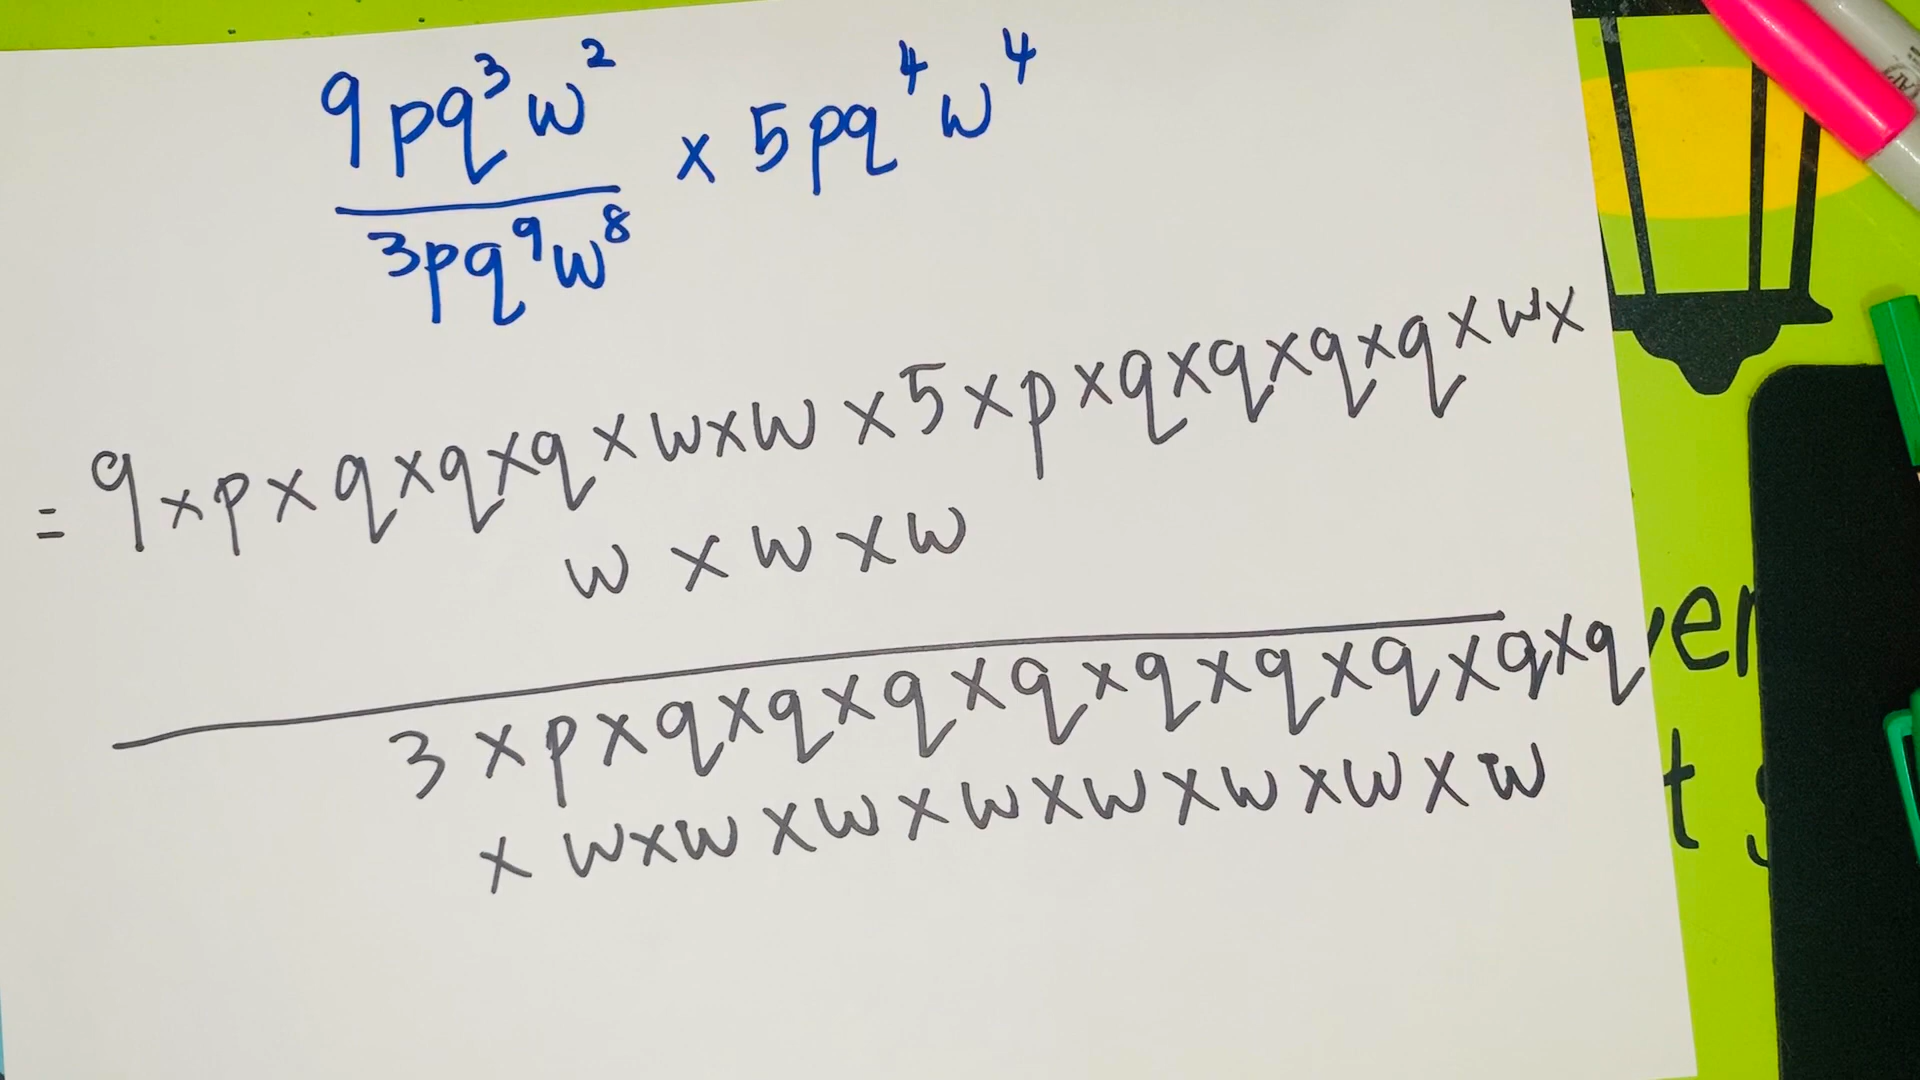 9pq³w² × 5pq⁴w⁴
3pq⁹w⁸
= 9×p×q×q×q×w×w×5×p×q×q×q×q×w×
w×w×w
3×p×q×q×q×q×q×q×q×q×q
×w×w×w×w×w×w×w×w